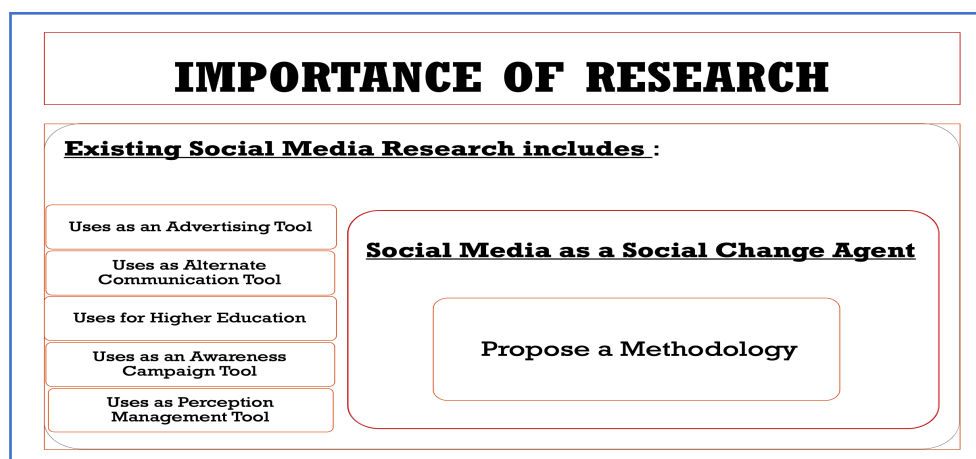 IMPORTANCE OF RESEARCH
Existing Social Media Research includes :
Uses as an Advertising Tool
Uses as Alternate
Communication Tool
Uses for Higher Education
Uses as an Awareness
Campaign Tool
Uses as Perception
Management Tool
Social Media as a Social Change Agent
Propose a Methodology